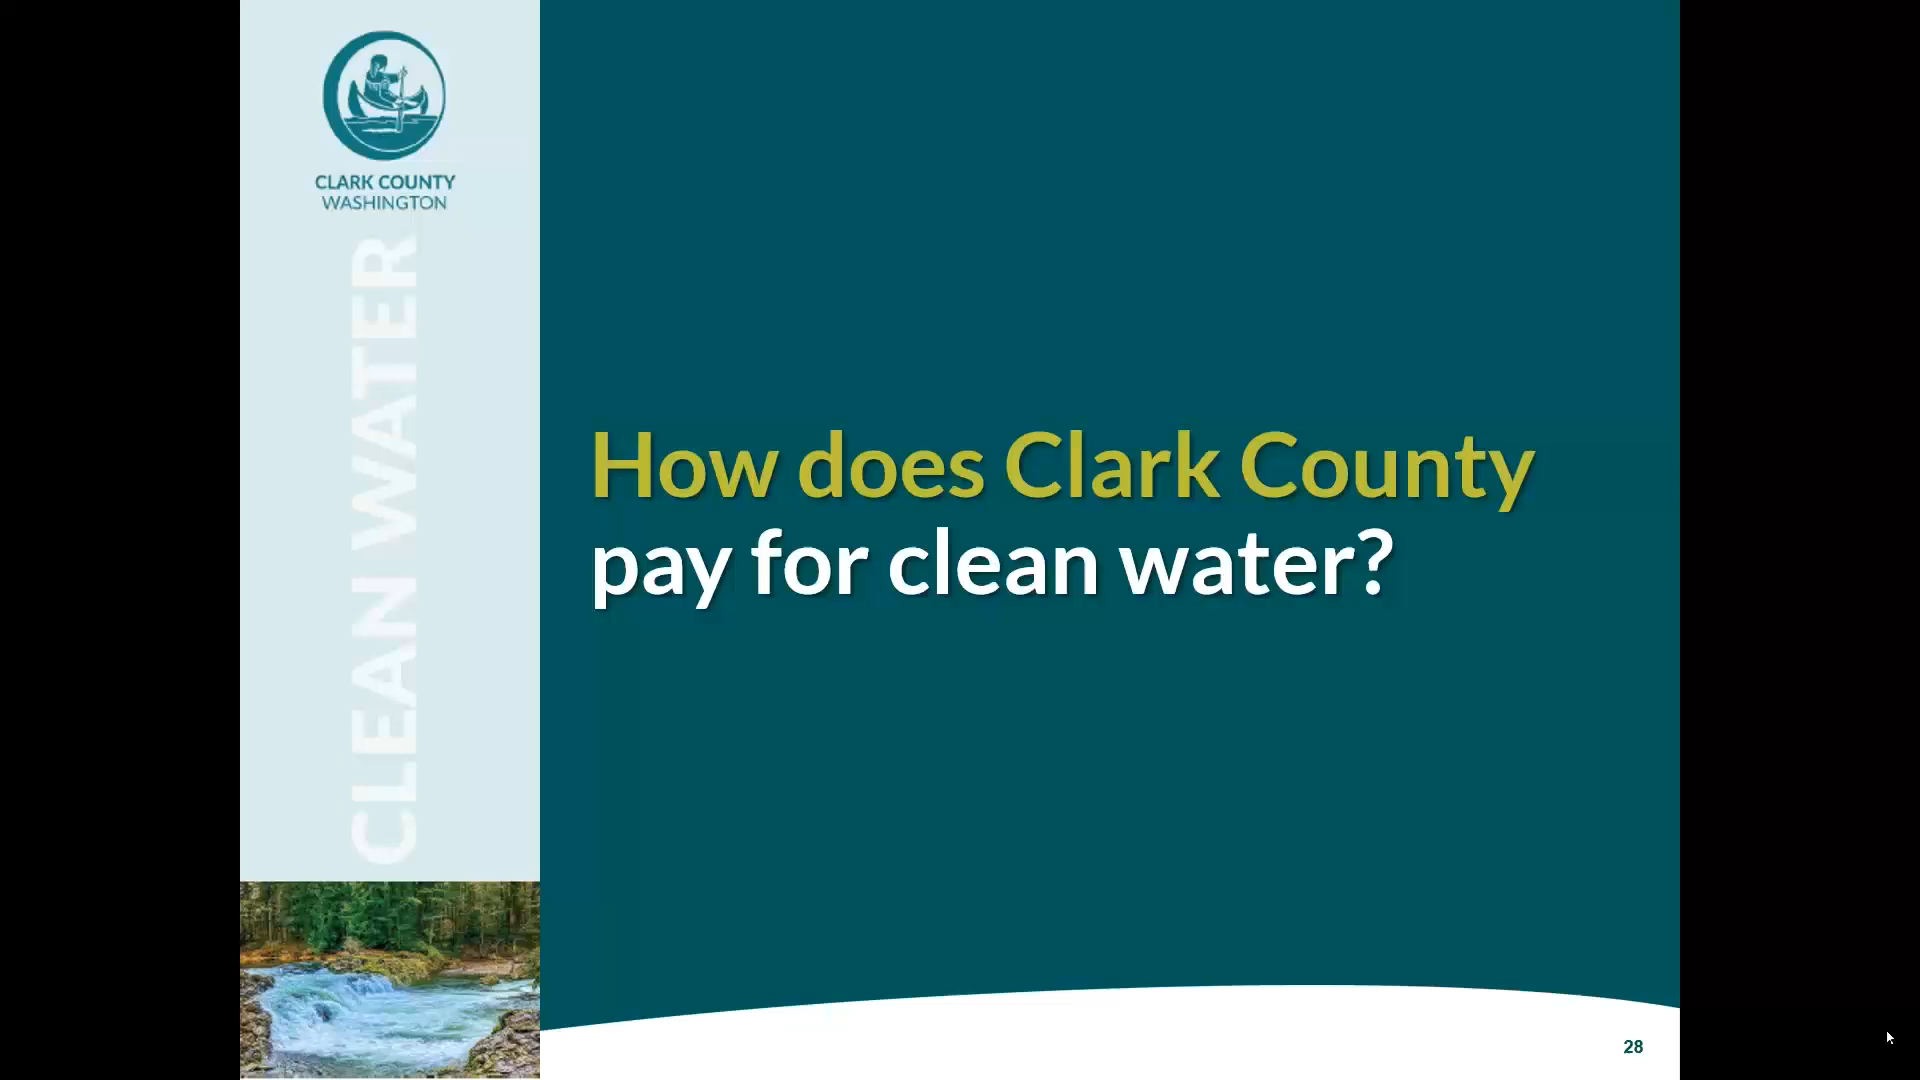 CLARK COUNTY
WASHINGTON
CLEAN WATER
How does Clark County
pay for clean water?
28